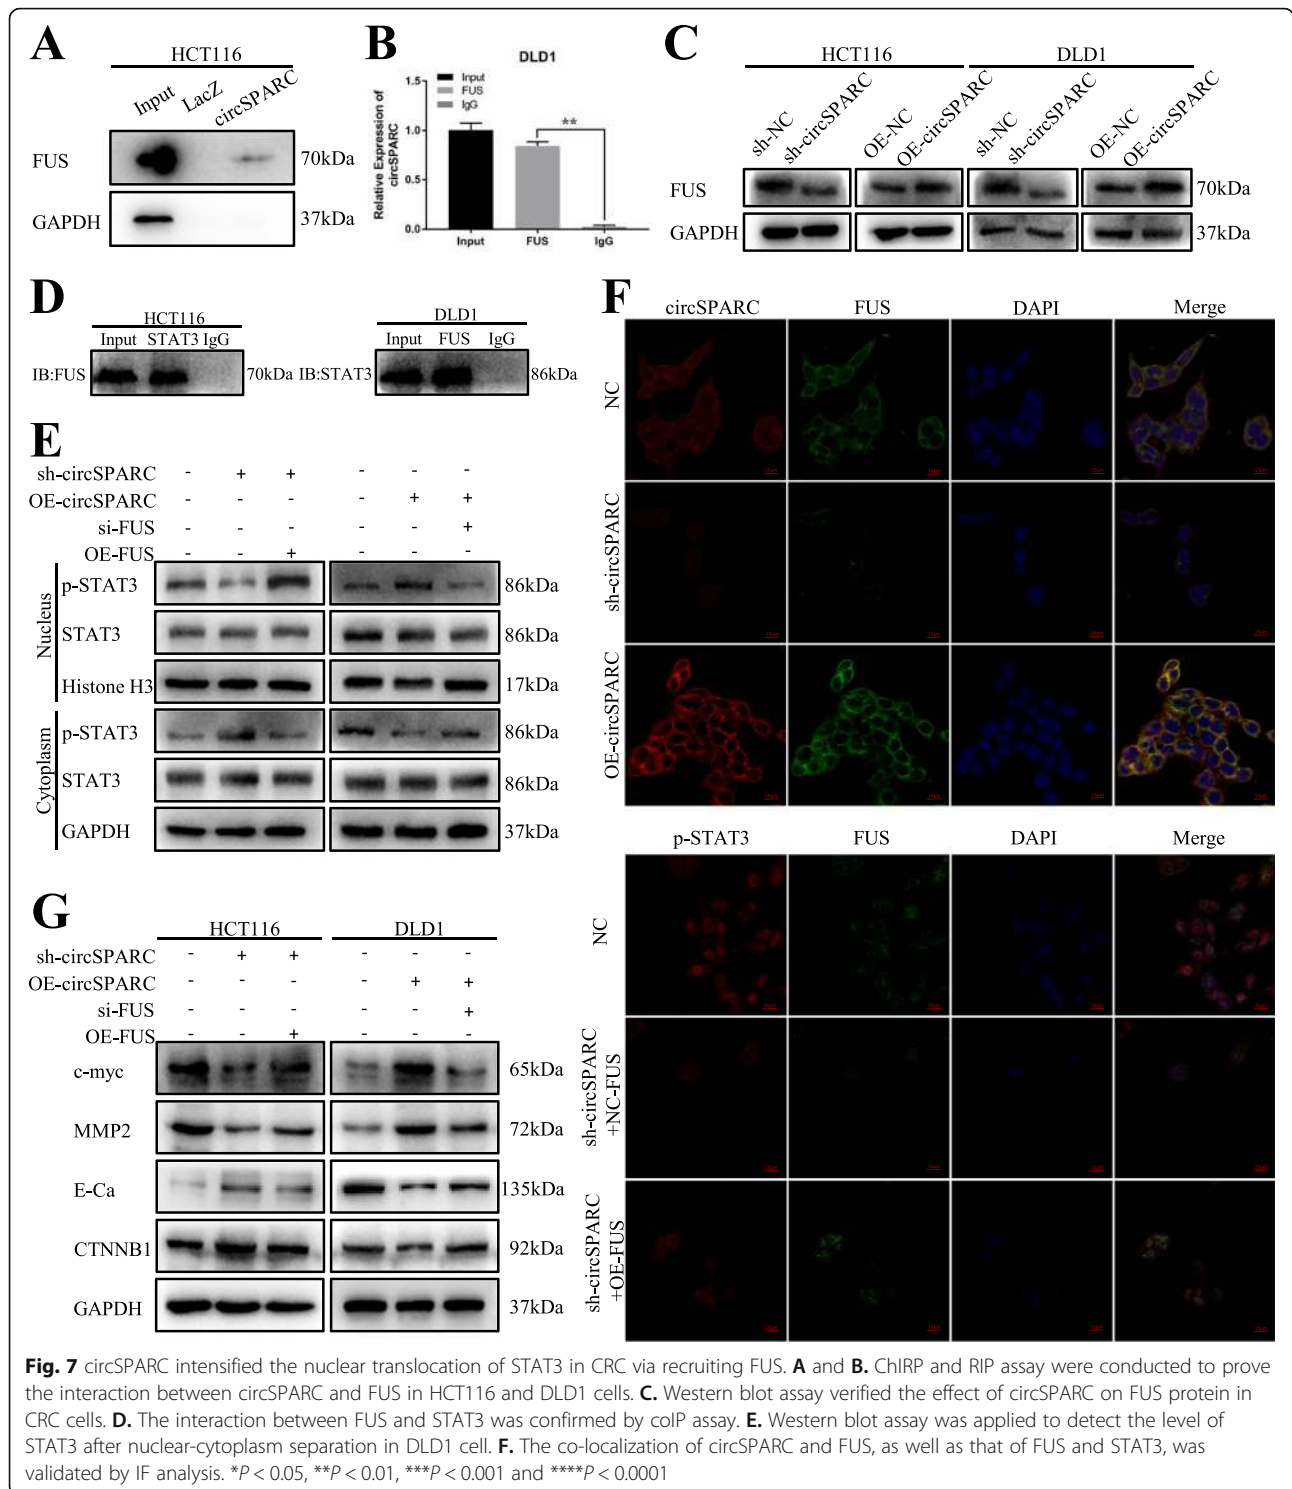 A
HCT116
Input LacZ circSPARC
FUS 70kDa
GAPDH 37kDa
B
DLD1
Input
FUS
IgG
Relative Expression of
circSPARC
1.5
1.0
0.5
0.0
**
Input FUS IgG
C
HCT116 DLD1
sh-NC sh-circSPARC OE-NC OE-circSPARC sh-NC sh-circSPARC OE-NC OE-circSPARC
FUS 70kDa
GAPDH 37kDa
D
HCT116
Input STAT3 IgG
IB:FUS 70kDa
DLD1
Input FUS IgG
IB:STAT3 86kDa
E
sh-circSPARC - + + - - -
OE-circSPARC - - - - + +
si-FUS - - - - - +
OE-FUS - - + - - -
Nucleus
p-STAT3 86kDa
STAT3 86kDa
Histone H3 17kDa
Cytoplasm
p-STAT3 86kDa
STAT3 86kDa
GAPDH 37kDa
F
circSPARC FUS DAPI Merge
NC
sh-circSPARC
OE-circSPARC
p-STAT3 FUS DAPI Merge
NC
sh-circSPARC
+NC-FUS
sh-circSPARC
+OE-FUS
G
HCT116 DLD1
sh-circSPARC - + + - - -
OE-circSPARC - - - - + +
si-FUS - - - - - +
OE-FUS - - + - - -
c-myc 65kDa
MMP2 72kDa
E-Ca 135kDa
CTNNB1 92kDa
GAPDH 37kDa
Fig. 7 circSPARC intensified the nuclear translocation of STAT3 in CRC via recruiting FUS. A and B. ChIRP and RIP assay were conducted to prove
the interaction between circSPARC and FUS in HCT116 and DLD1 cells. C. Western blot assay verified the effect of circSPARC on FUS protein in
CRC cells. D. The interaction between FUS and STAT3 was confirmed by coIP assay. E. Western blot assay was applied to detect the level of
STAT3 after nuclear-cytoplasm separation in DLD1 cell. F. The co-localization of circSPARC and FUS, as well as that of FUS and STAT3, was
validated by IF analysis. *P < 0.05, **P < 0.01, ***P < 0.001 and ****P < 0.0001